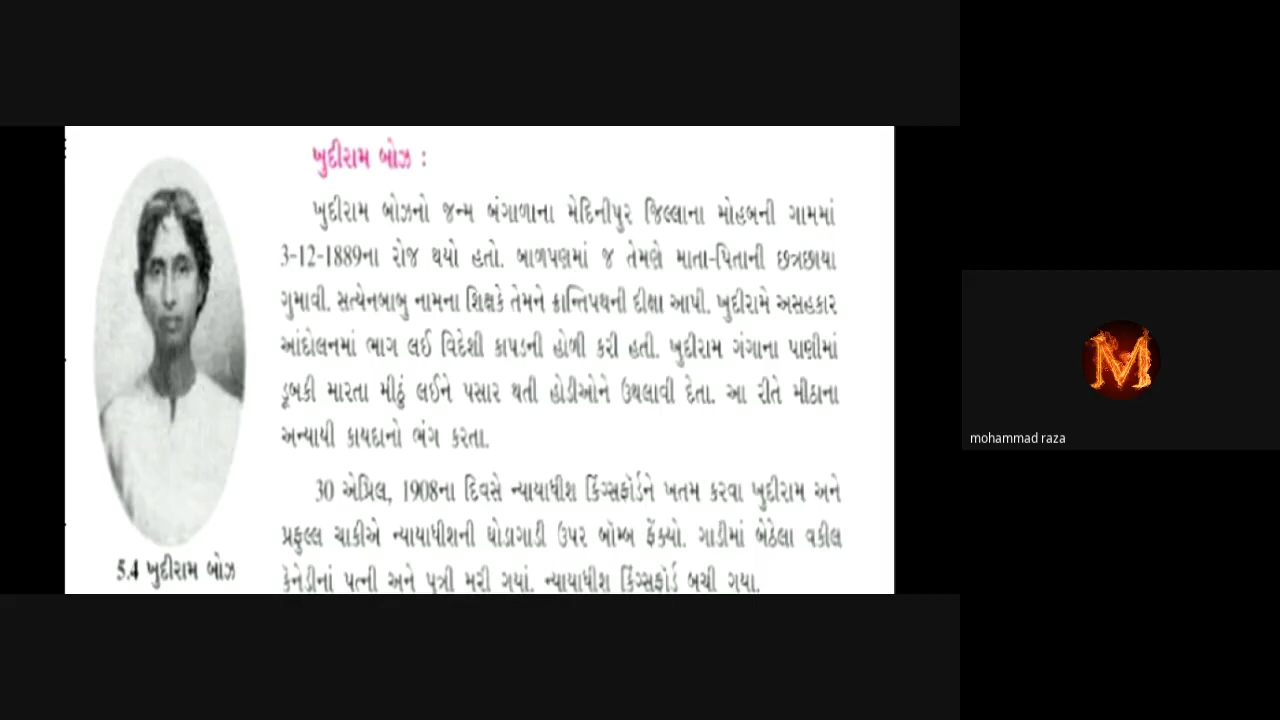 ખુદીરામ બોઝ :
ખુદીરામ બોઝનો જન્મ બંગાળાના મેદિનીપુર જિલ્લાના મોહબની ગામમાં
3-12-1889ના રોજ થયો હતો. બાળપણમાં જ તેમણે માતા-પિતાની છત્રછાયા
ગુમાવી. સત્યેનબાબુ નામના શિક્ષકે તેમને ક્રાન્તિપથની દીક્ષા આપી. ખુદીરામે અસહકાર
આંદોલનમાં ભાગ લઈ વિદેશી કાપડની હોળી કરી હતી. ખુદીરામ ગંગાના પાણીમાં
ડૂબકી મારતા મીઠું લઈને પસાર થતી હોડીઓને ઉથલાવી દેતા. આ રીતે મીઠાના
અન્યાયી કાયદાનો ભંગ કરતા.
30 એપ્રિલ, 1908ના દિવસે ન્યાયાધીશ કિંગ્સફૉર્ડને ખતમ કરવા ખુદીરામ અને
પ્રફુલ્લ ચાકીએ ન્યાયાધીશની ઘોડાગાડી ઉપર બૉમ્બ ફેંક્યો. ગાડીમાં બેઠેલા વકીલ
કેનેડીનાં પત્ની અને પુત્રી મરી ગયાં. ન્યાયાધીશ કિંગ્સફૉર્ડ બચી ગયા.
5.4 ખુદીરામ બોઝ
M
mohammad raza